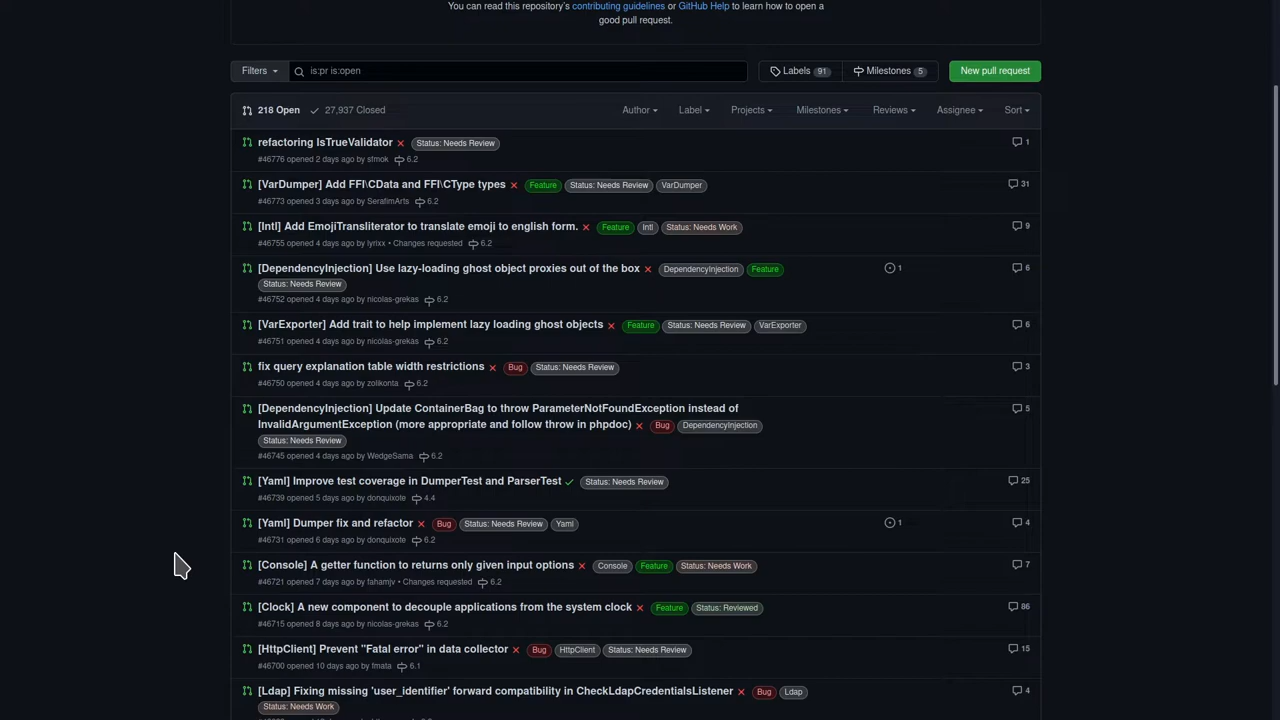 You can read this repository's contributing guidelines or GitHub Help to learn how to open a
good pull request.
Filters is:pr is:open Labels 91 Milestones 5 New pull request
218 Open 27,937 Closed Author Label Projects Milestones Reviews Assignee Sort
refactoring IsTrueValidator Status: Needs Review 1
#46776 opened 2 days ago by sfmok 6.2
[VarDumper] Add FFI\CData and FFI\CType types Feature Status: Needs Review VarDumper 31
#46773 opened 3 days ago by SerafimArts 6.2
[Intl] Add EmojiTransliterator to translate emoji to english form. Feature Intl Status: Needs Work 9
#46755 opened 4 days ago by lyrixx • Changes requested 6.2
[DependencyInjection] Use lazy-loading ghost object proxies out of the box DependencyInjection Feature 1 6
Status: Needs Review
#46752 opened 4 days ago by nicolas-grekas 6.2
[VarExporter] Add trait to help implement lazy loading ghost objects Feature Status: Needs Review VarExporter 6
#46751 opened 4 days ago by nicolas-grekas 6.2
fix query explanation table width restrictions Bug Status: Needs Review 3
#46750 opened 4 days ago by zolikonta 6.2
[DependencyInjection] Update ContainerBag to throw ParameterNotFoundException instead of 5
InvalidArgumentException (more appropriate and follow throw in phpdoc) Bug DependencyInjection
Status: Needs Review
#46745 opened 4 days ago by WedgeSama 6.2
[Yaml] Improve test coverage in DumperTest and ParserTest Status: Needs Review 25
#46739 opened 5 days ago by donquixote 4.4
[Yaml] Dumper fix and refactor Bug Status: Needs Review Yaml 1 4
#46731 opened 6 days ago by donquixote 6.2
[Console] A getter function to returns only given input options Console Feature Status: Needs Work 7
#46721 opened 7 days ago by fahamjv • Changes requested 6.2
[Clock] A new component to decouple applications from the system clock Feature Status: Reviewed 86
#46715 opened 8 days ago by nicolas-grekas 6.2
[HttpClient] Prevent "Fatal error" in data collector Bug HttpClient Status: Needs Review 15
#46700 opened 10 days ago by fmata 6.1
[Ldap] Fixing missing 'user_identifier' forward compatibility in CheckLdapCredentialsListener Bug Ldap 4
Status: Needs Work